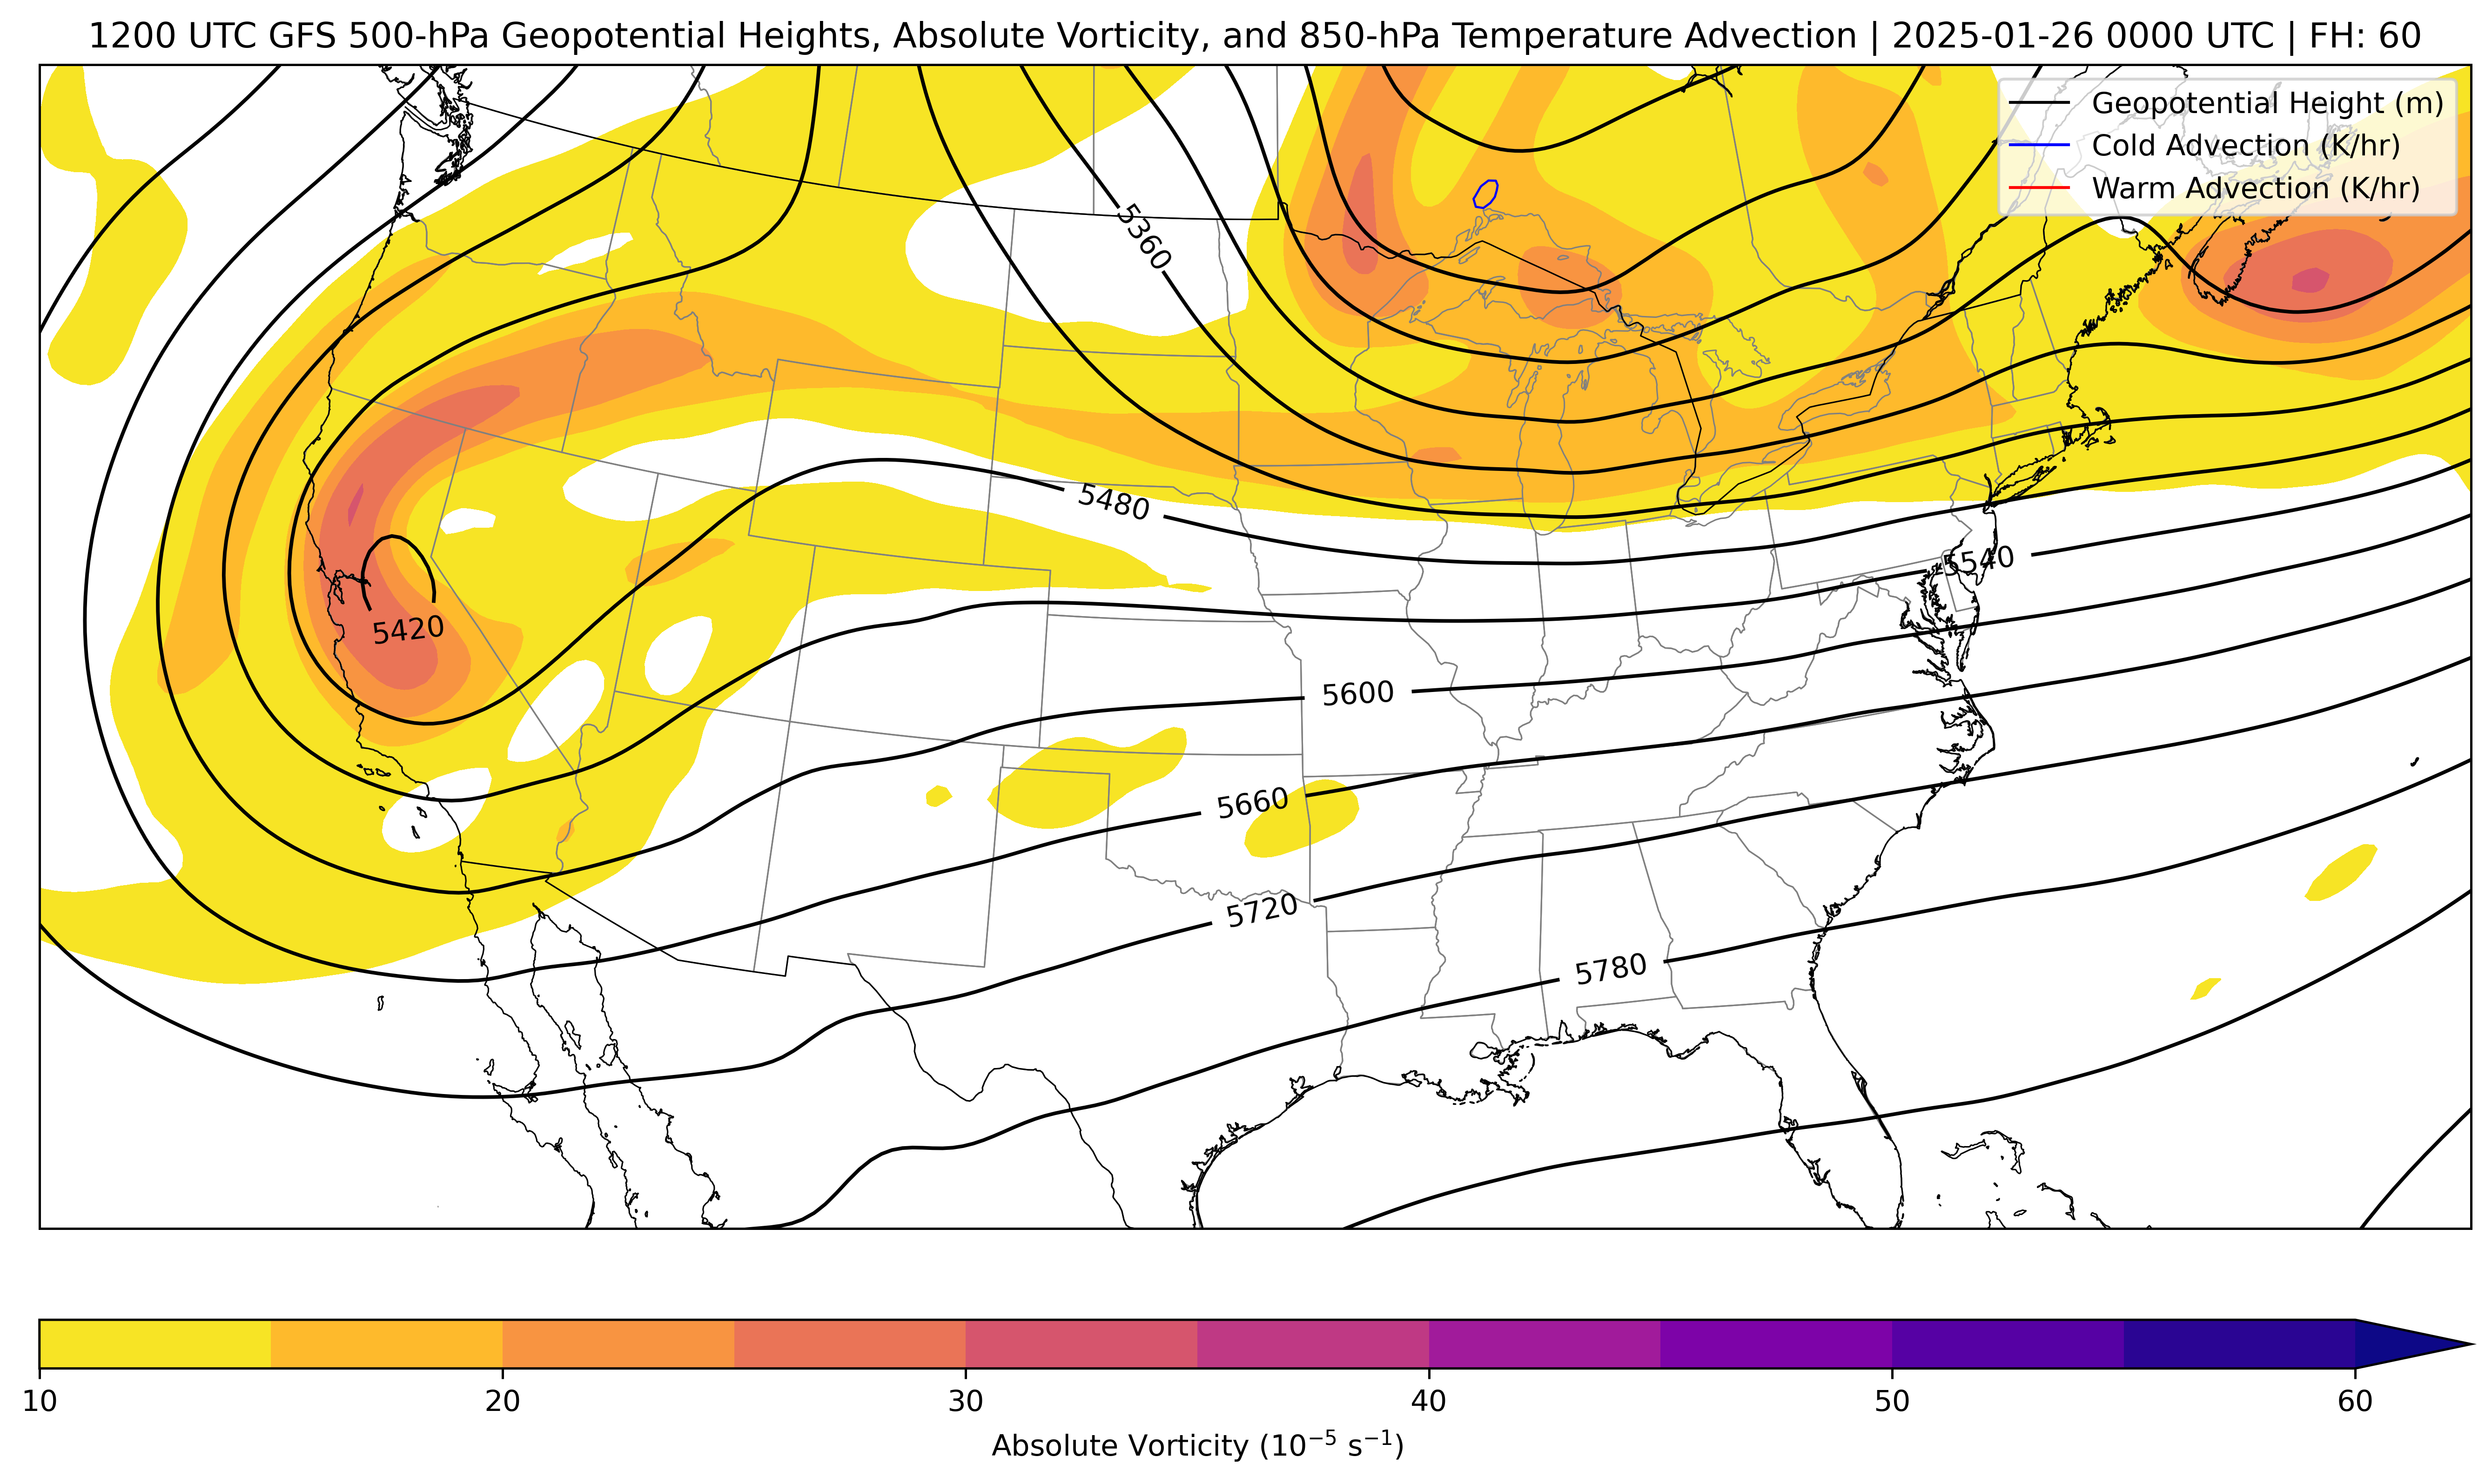 1200 UTC GFS 500-hPa Geopotential Heights, Absolute Vorticity, and 850-hPa Temperature Advection | 2025-01-26 0000 UTC | FH: 60
Geopotential Height (m)
Cold Advection (K/hr)
Warm Advection (K/hr)
5360
5480
5540
5420
5600
5660
5720
5780
10 20 30 40 50 60
Absolute Vorticity (10⁻⁵ s⁻¹)